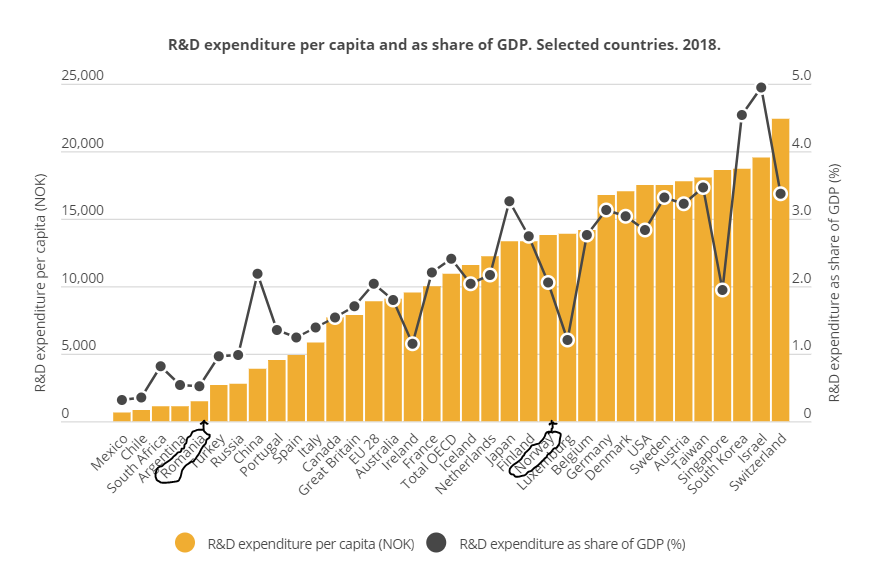 R&D expenditure per capita and as share of GDP. Selected countries. 2018.
25,000
20,000
15,000
10,000
5,000
0
R&D expenditure per capita (NOK)
5.0
4.0
3.0
2.0
1.0
0
R&D expenditure as share of GDP (%)
Mexico
Chile
South Africa
Argentina
Romania
Turkey
Russia
China
Portugal
Spain
Italy
Canada
Great Britain
EU 28
Australia
Ireland
France
Total OECD
Iceland
Netherlands
Japan
Finland
Norway
Luxemburg
Belgium
Germany
Denmark
USA
Sweden
Austria
Taiwan
Singapore
South Korea
Israel
Switzerland
R&D expenditure per capita (NOK)
R&D expenditure as share of GDP (%)